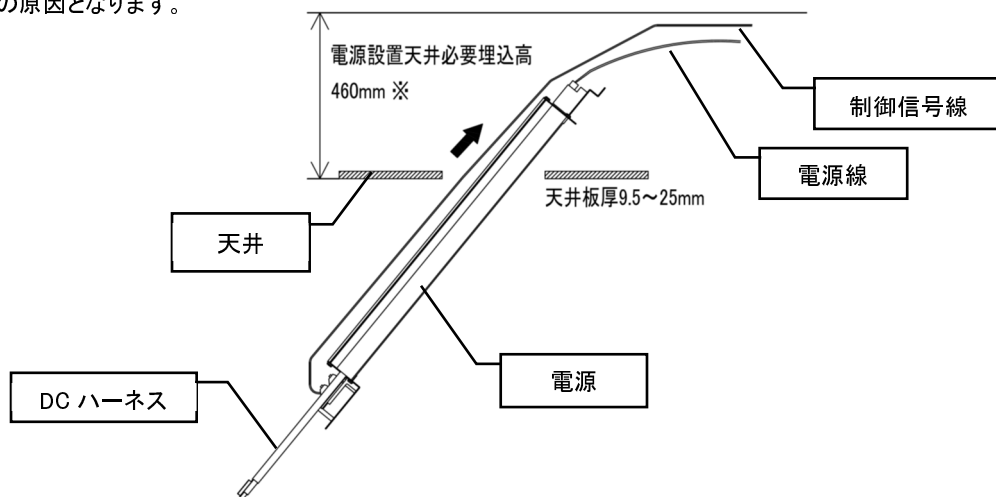 の原因となります。
電源設置天井必要埋込高
460mm ※
制御信号線
電源線
天井板厚9.5～25mm
天井
電源
DC ハーネス